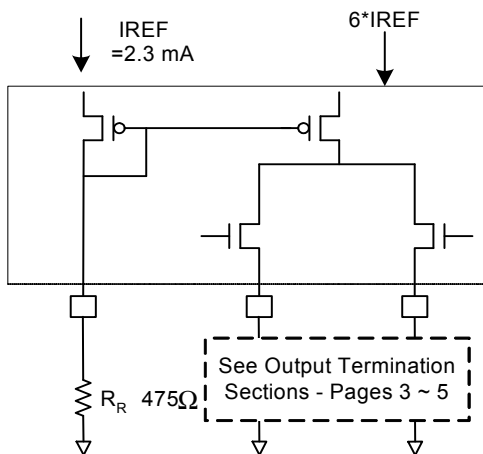 IREF
=2.3 mA
6*IREF
See Output Termination
Sections - Pages 3 ~ 5
R_R 475Ω